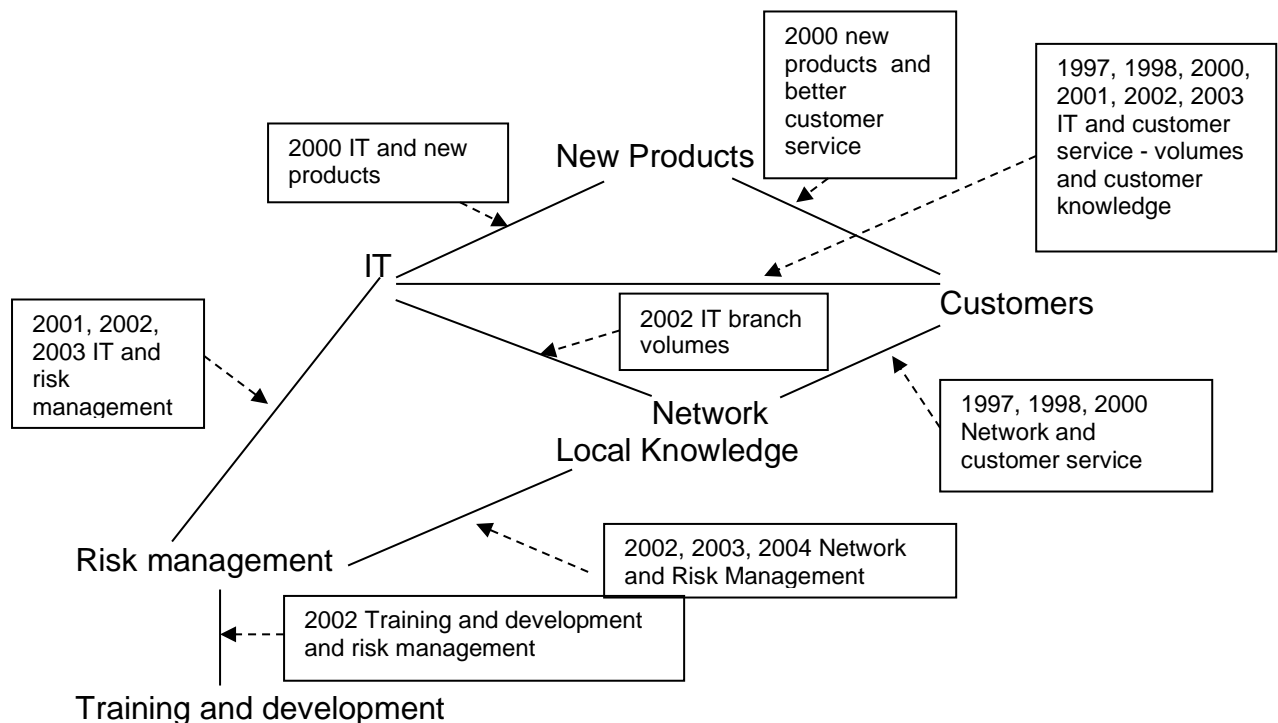 2000 new
products and
better
customer
service
1997, 1998, 2000,
2001, 2002, 2003
IT and customer
service - volumes
and customer
knowledge
2000 IT and new
products
New Products
IT
Customers
2001, 2002,
2003 IT and
risk
management
2002 IT branch
volumes
1997, 1998, 2000
Network and
customer service
Network
Local Knowledge
Risk management
2002, 2003, 2004 Network
and Risk Management
2002 Training and development
and risk management
Training and development